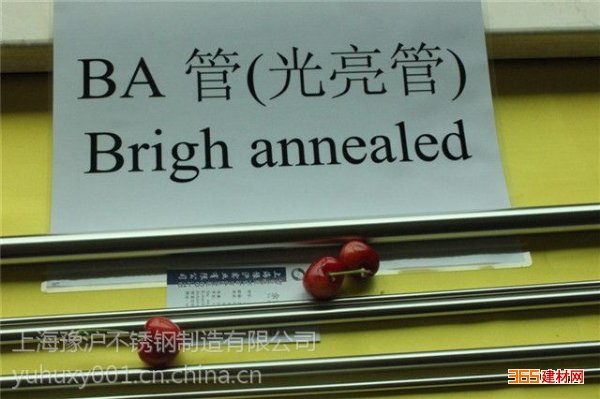 BA 管(光亮管)
Brigh annealed
上海豫沪不锈钢制造有限公司
yuhuxy001.cn.china.cn
365建材网